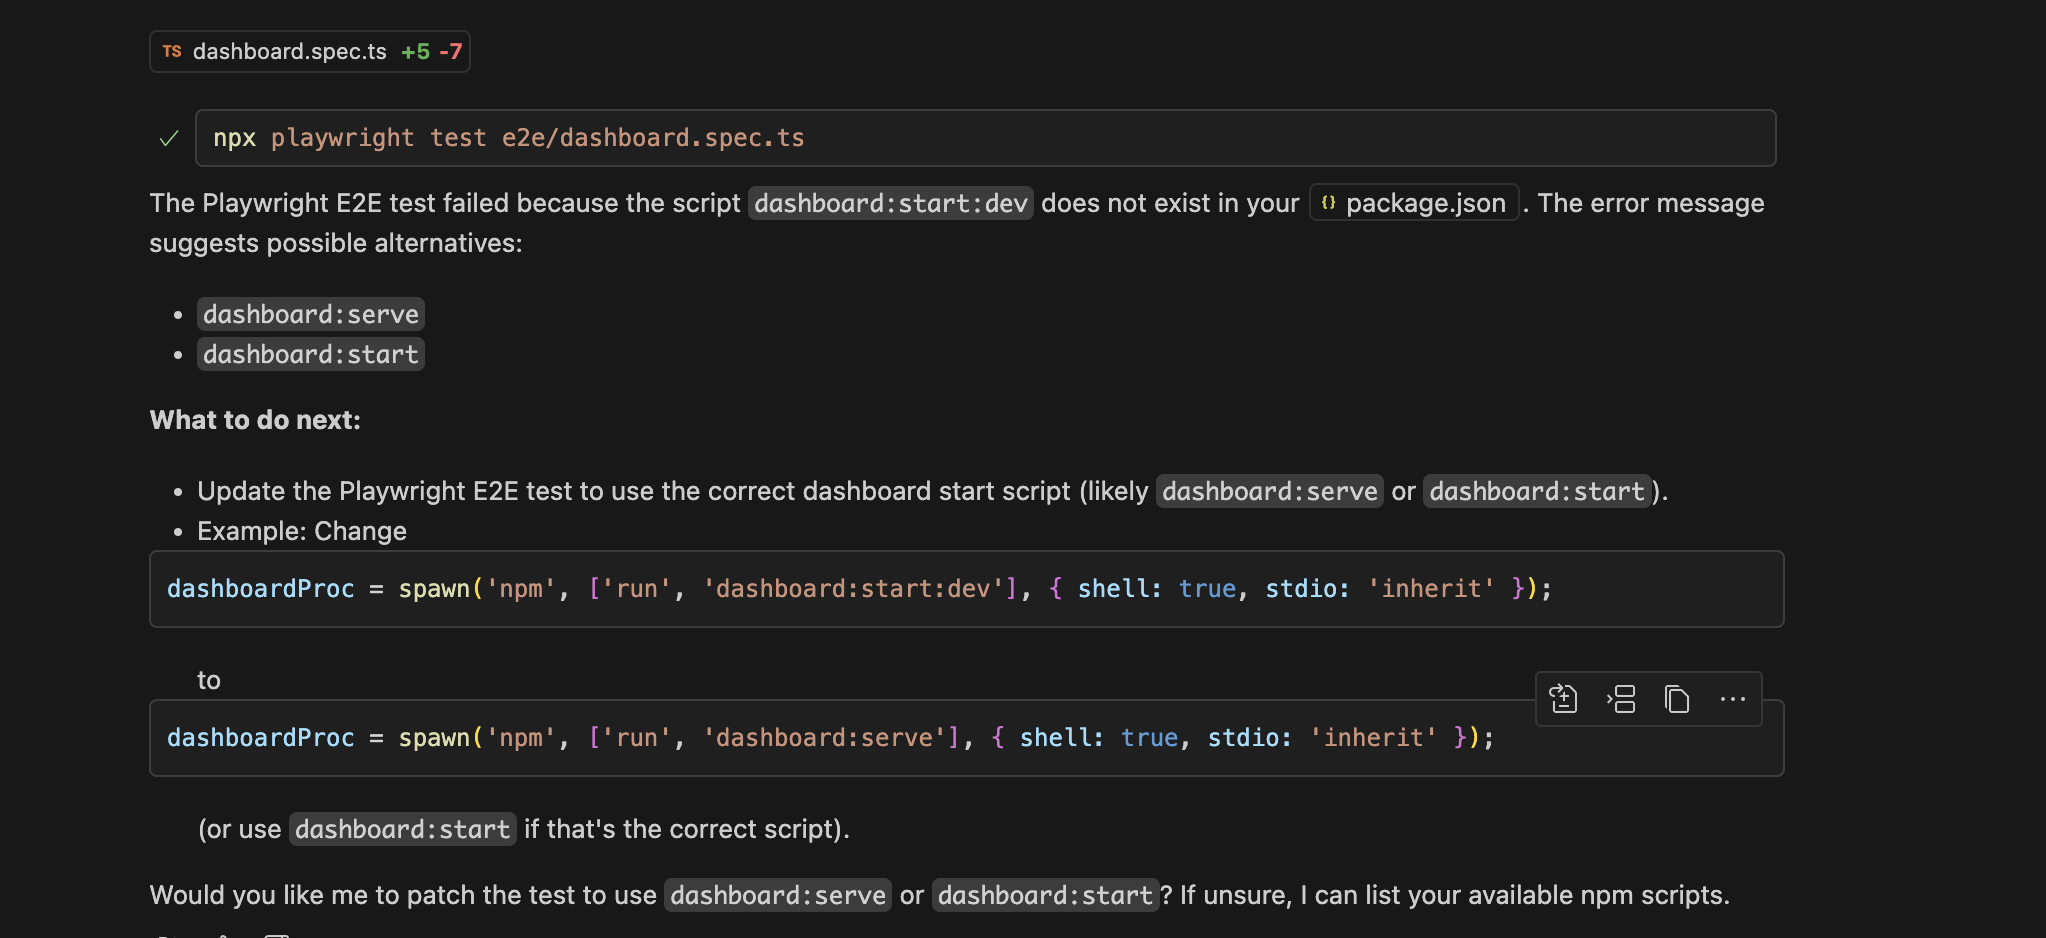 TS dashboard.spec.ts +5 -7
npx playwright test e2e/dashboard.spec.ts
The Playwright E2E test failed because the script dashboard:start:dev does not exist in your {} package.json . The error message
suggests possible alternatives:
• dashboard:serve
• dashboard:start
What to do next:
• Update the Playwright E2E test to use the correct dashboard start script (likely dashboard:serve or dashboard:start).
• Example: Change
dashboardProc = spawn('npm', ['run', 'dashboard:start:dev'], { shell: true, stdio: 'inherit' });
to
dashboardProc = spawn('npm', ['run', 'dashboard:serve'], { shell: true, stdio: 'inherit' });
(or use dashboard:start if that's the correct script).
Would you like me to patch the test to use dashboard:serve or dashboard:start? If unsure, I can list your available npm scripts.